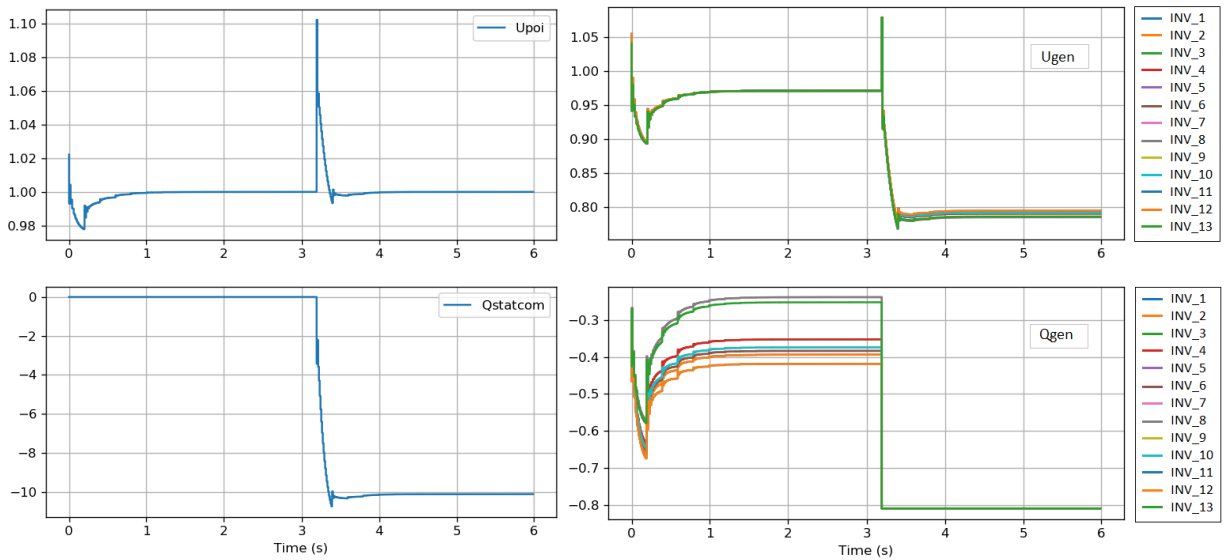 1.10
1.08
1.06
1.04
1.02
1.00
0.98
Upoi
0 1 2 3 4 5 6
1.05
1.00
0.95
0.90
0.85
0.80
Ugen
0 1 2 3 4 5 6
INV_1
INV_2
INV_3
INV_4
INV_5
INV_6
INV_7
INV_8
INV_9
INV_10
INV_11
INV_12
INV_13
0
−2
−4
−6
−8
−10
Qstatcom
0 1 2 3 4 5 6
Time (s)
−0.3
−0.4
−0.5
−0.6
−0.7
−0.8
Qgen
0 1 2 3 4 5 6
Time (s)
INV_1
INV_2
INV_3
INV_4
INV_5
INV_6
INV_7
INV_8
INV_9
INV_10
INV_11
INV_12
INV_13